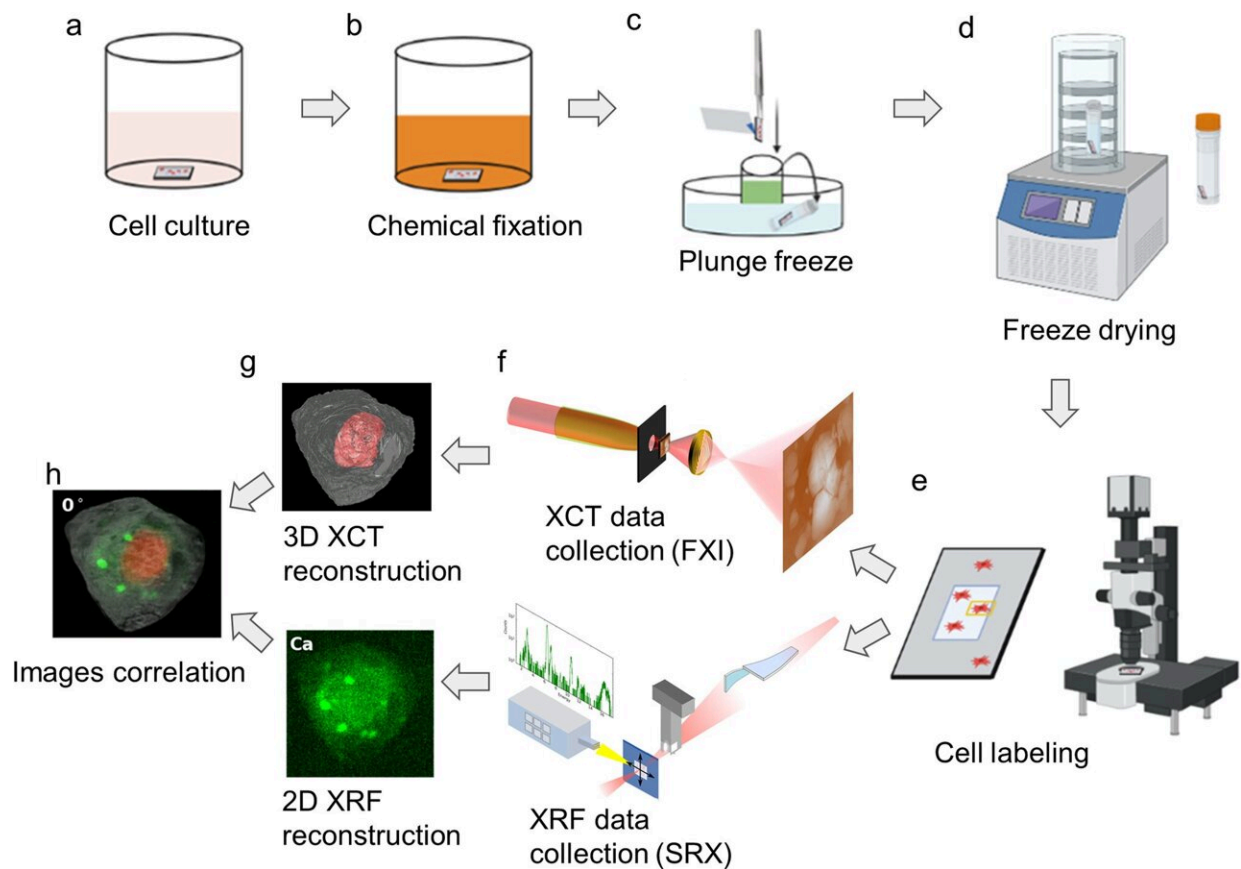 a
b
c
d
Cell culture
Chemical fixation
Plunge freeze
Freeze drying
g
f
e
h
0°
3D XCT
reconstruction
XCT data
collection (FXI)
Images correlation
Ca
2D XRF
reconstruction
XRF data
collection (SRX)
Cell labeling